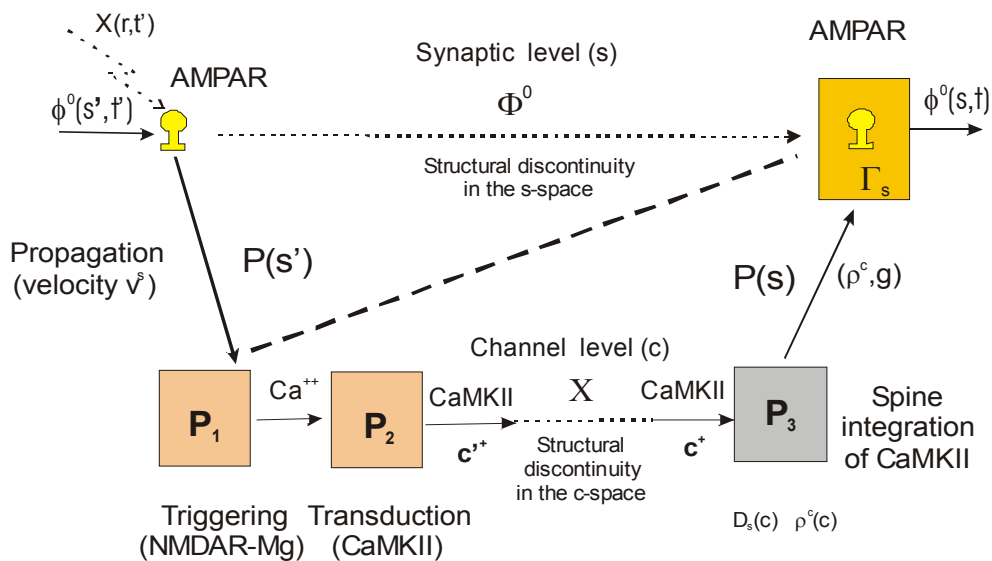 X(r,t’)
AMPAR
ϕ⁰(s’,t’)
Synaptic level (s)
Φ⁰
Structural discontinuity
in the s-space
AMPAR
Γₛ
ϕ⁰(s,t)
Propagation
(velocity vˢ)
P(s’)
P(s)
(ρᶜ,g)
Channel level (c)
P₁
Ca⁺⁺
P₂
CaMKII
c’⁺
X
Structural
discontinuity
in the c-space
CaMKII
c⁺
P₃
Spine
integration
of CaMKII
Triggering
(NMDAR-Mg)
Transduction
(CaMKII)
Dₛ(c) ρᶜ(c)